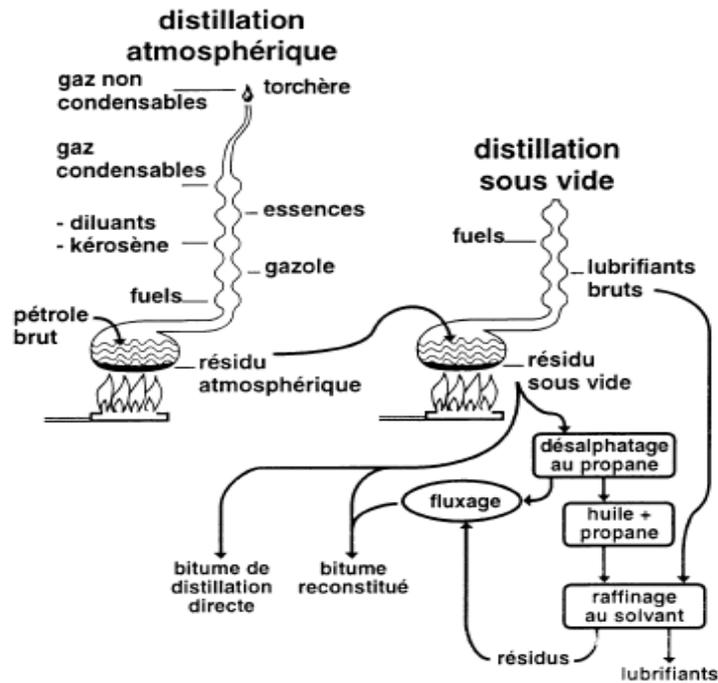 distillation
atmosphérique
gaz non
condensables
torchère
gaz
condensables
essences
- diluants
- kérosène
gazole
fuels
pétrole
brut
résidu
atmosphérique
distillation
sous vide
fuels
lubrifiants
bruts
résidu
sous vide
désalphatage
au propane
fluxage
huile +
propane
bitume de
distillation
directe
bitume
reconstitué
raffinage
au solvant
résidus
lubrifiants